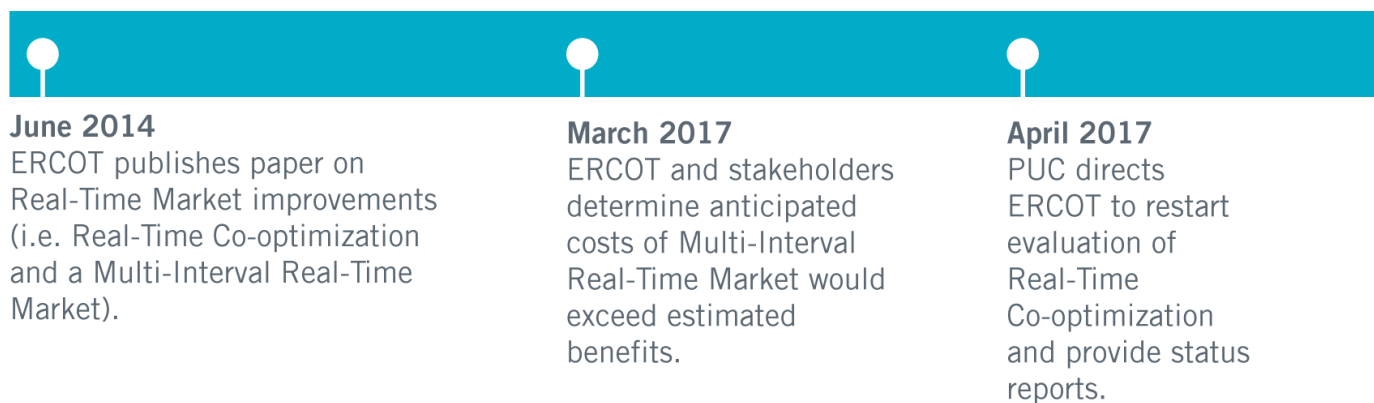 June 2014
ERCOT publishes paper on
Real-Time Market improvements
(i.e. Real-Time Co-optimization
and a Multi-Interval Real-Time
Market).
March 2017
ERCOT and stakeholders
determine anticipated
costs of Multi-Interval
Real-Time Market would
exceed estimated
benefits.
April 2017
PUC directs
ERCOT to restart
evaluation of
Real-Time
Co-optimization
and provide status
reports.